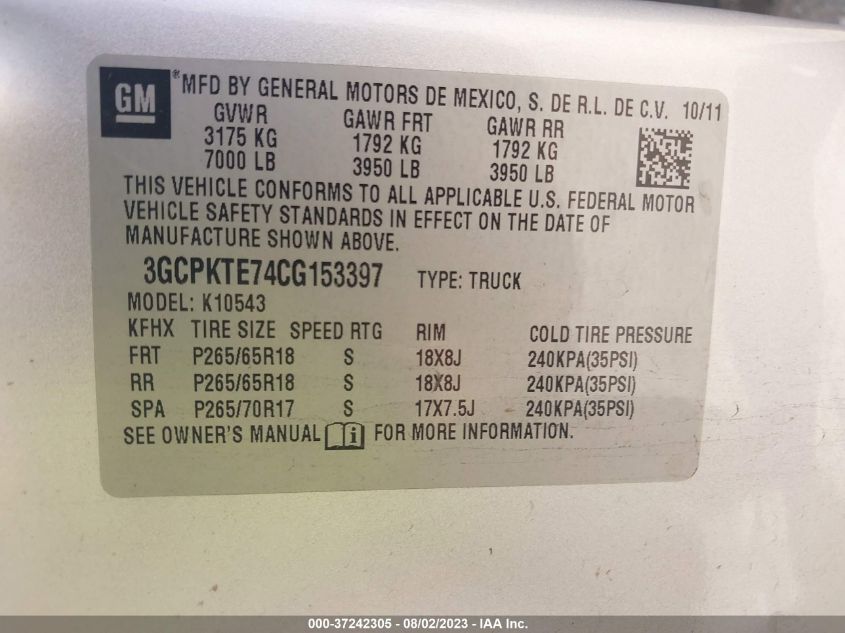 GM ® MFD BY GENERAL MOTORS DE MEXICO, S. DE R.L. DE C.V. 10/11
GVWR GAWR FRT GAWR RR
3175 KG 1792 KG 1792 KG
7000 LB 3950 LB 3950 LB
THIS VEHICLE CONFORMS TO ALL APPLICABLE U.S. FEDERAL MOTOR
VEHICLE SAFETY STANDARDS IN EFFECT ON THE DATE OF
MANUFACTURE SHOWN ABOVE.
3GCPKTE74CG153397 TYPE: TRUCK
MODEL: K10543
KFHX TIRE SIZE SPEED RTG RIM COLD TIRE PRESSURE
FRT P265/65R18 S 18X8J 240KPA(35PSI)
RR P265/65R18 S 18X8J 240KPA(35PSI)
SPA P265/70R17 S 17X7.5J 240KPA(35PSI)
SEE OWNER'S MANUAL i FOR MORE INFORMATION.
000-37242305 - 08/02/2023 - IAA Inc.